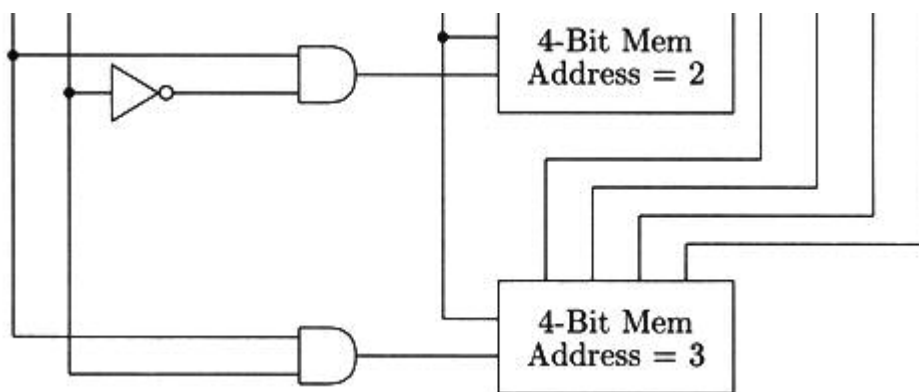 4-Bit Mem
Address = 2
4-Bit Mem
Address = 3